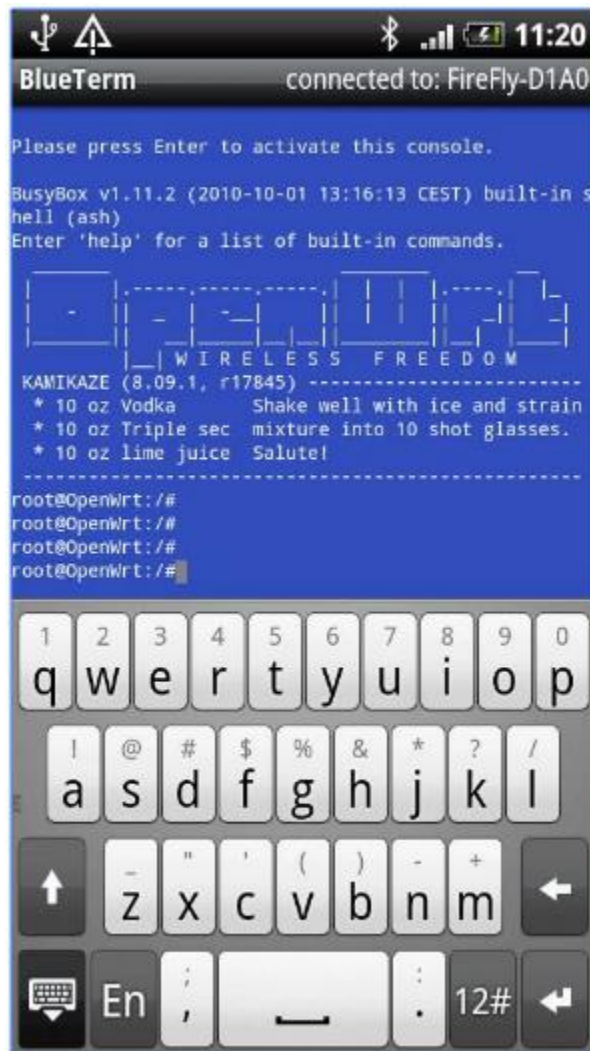 11:20
BlueTerm connected to: FireFly-D1A0
Please press Enter to activate this console.
BusyBox v1.11.2 (2010-10-01 13:16:13 CEST) built-in s
hell (ash)
Enter 'help' for a list of built-in commands.
OpenWrt
W I R E L E S S   F R E E D O M
KAMIKAZE (8.09.1, r17845) -------------------------
* 10 oz Vodka       Shake well with ice and strain
* 10 oz Triple sec  mixture into 10 shot glasses.
* 10 oz lime juice  Salute!
---------------------------------------------------
root@OpenWrt:/#
root@OpenWrt:/#
root@OpenWrt:/#
root@OpenWrt:/#
1 2 3 4 5 6 7 8 9 0
q w e r t y u i o p
! @ # $ % & * ? /
a s d f g h j k l
_ " ' ( ) - +
z x c v b n m
; :
En , . 12#